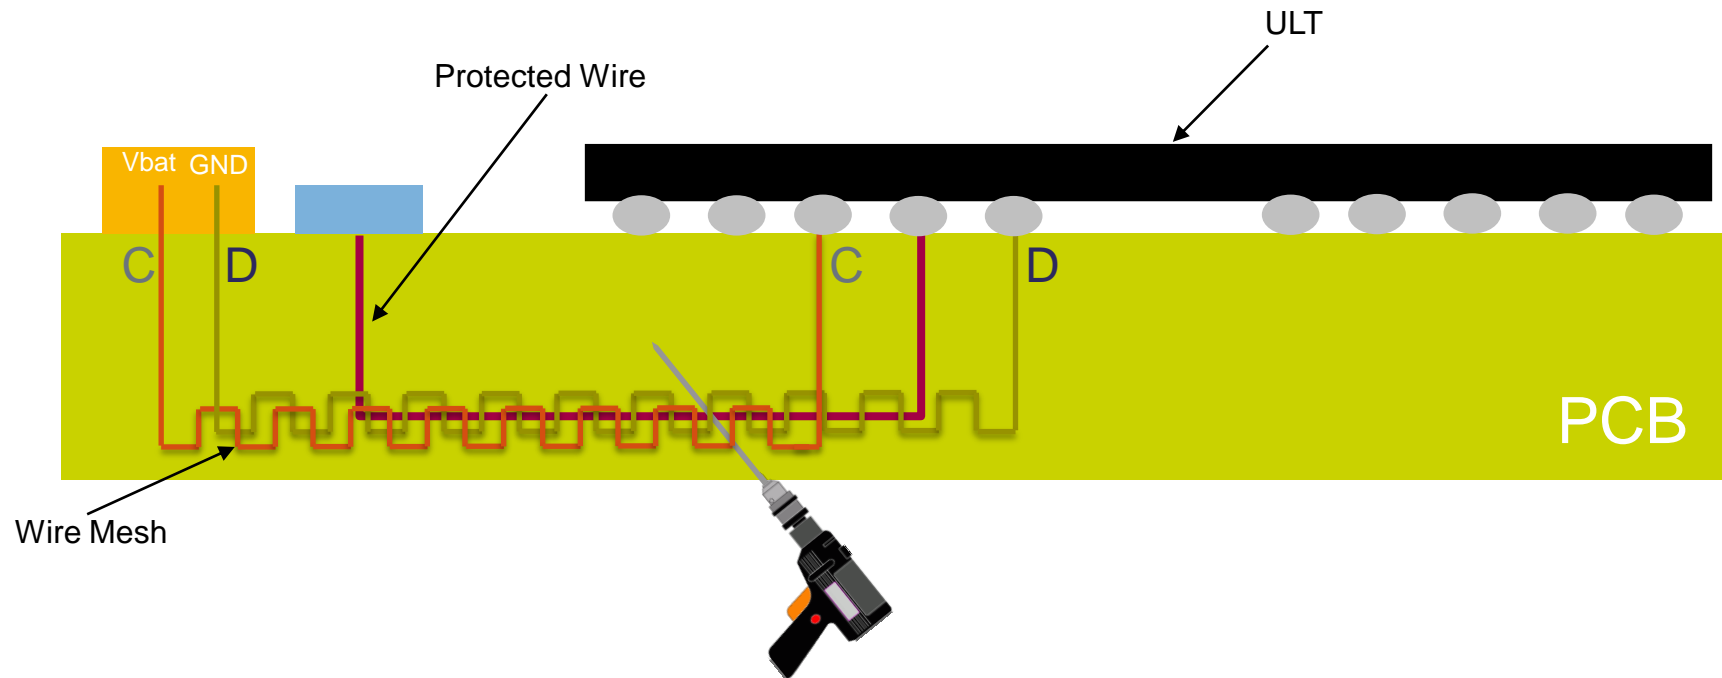 ULT
Protected Wire
Vbat GND
C D C D
PCB
Wire Mesh